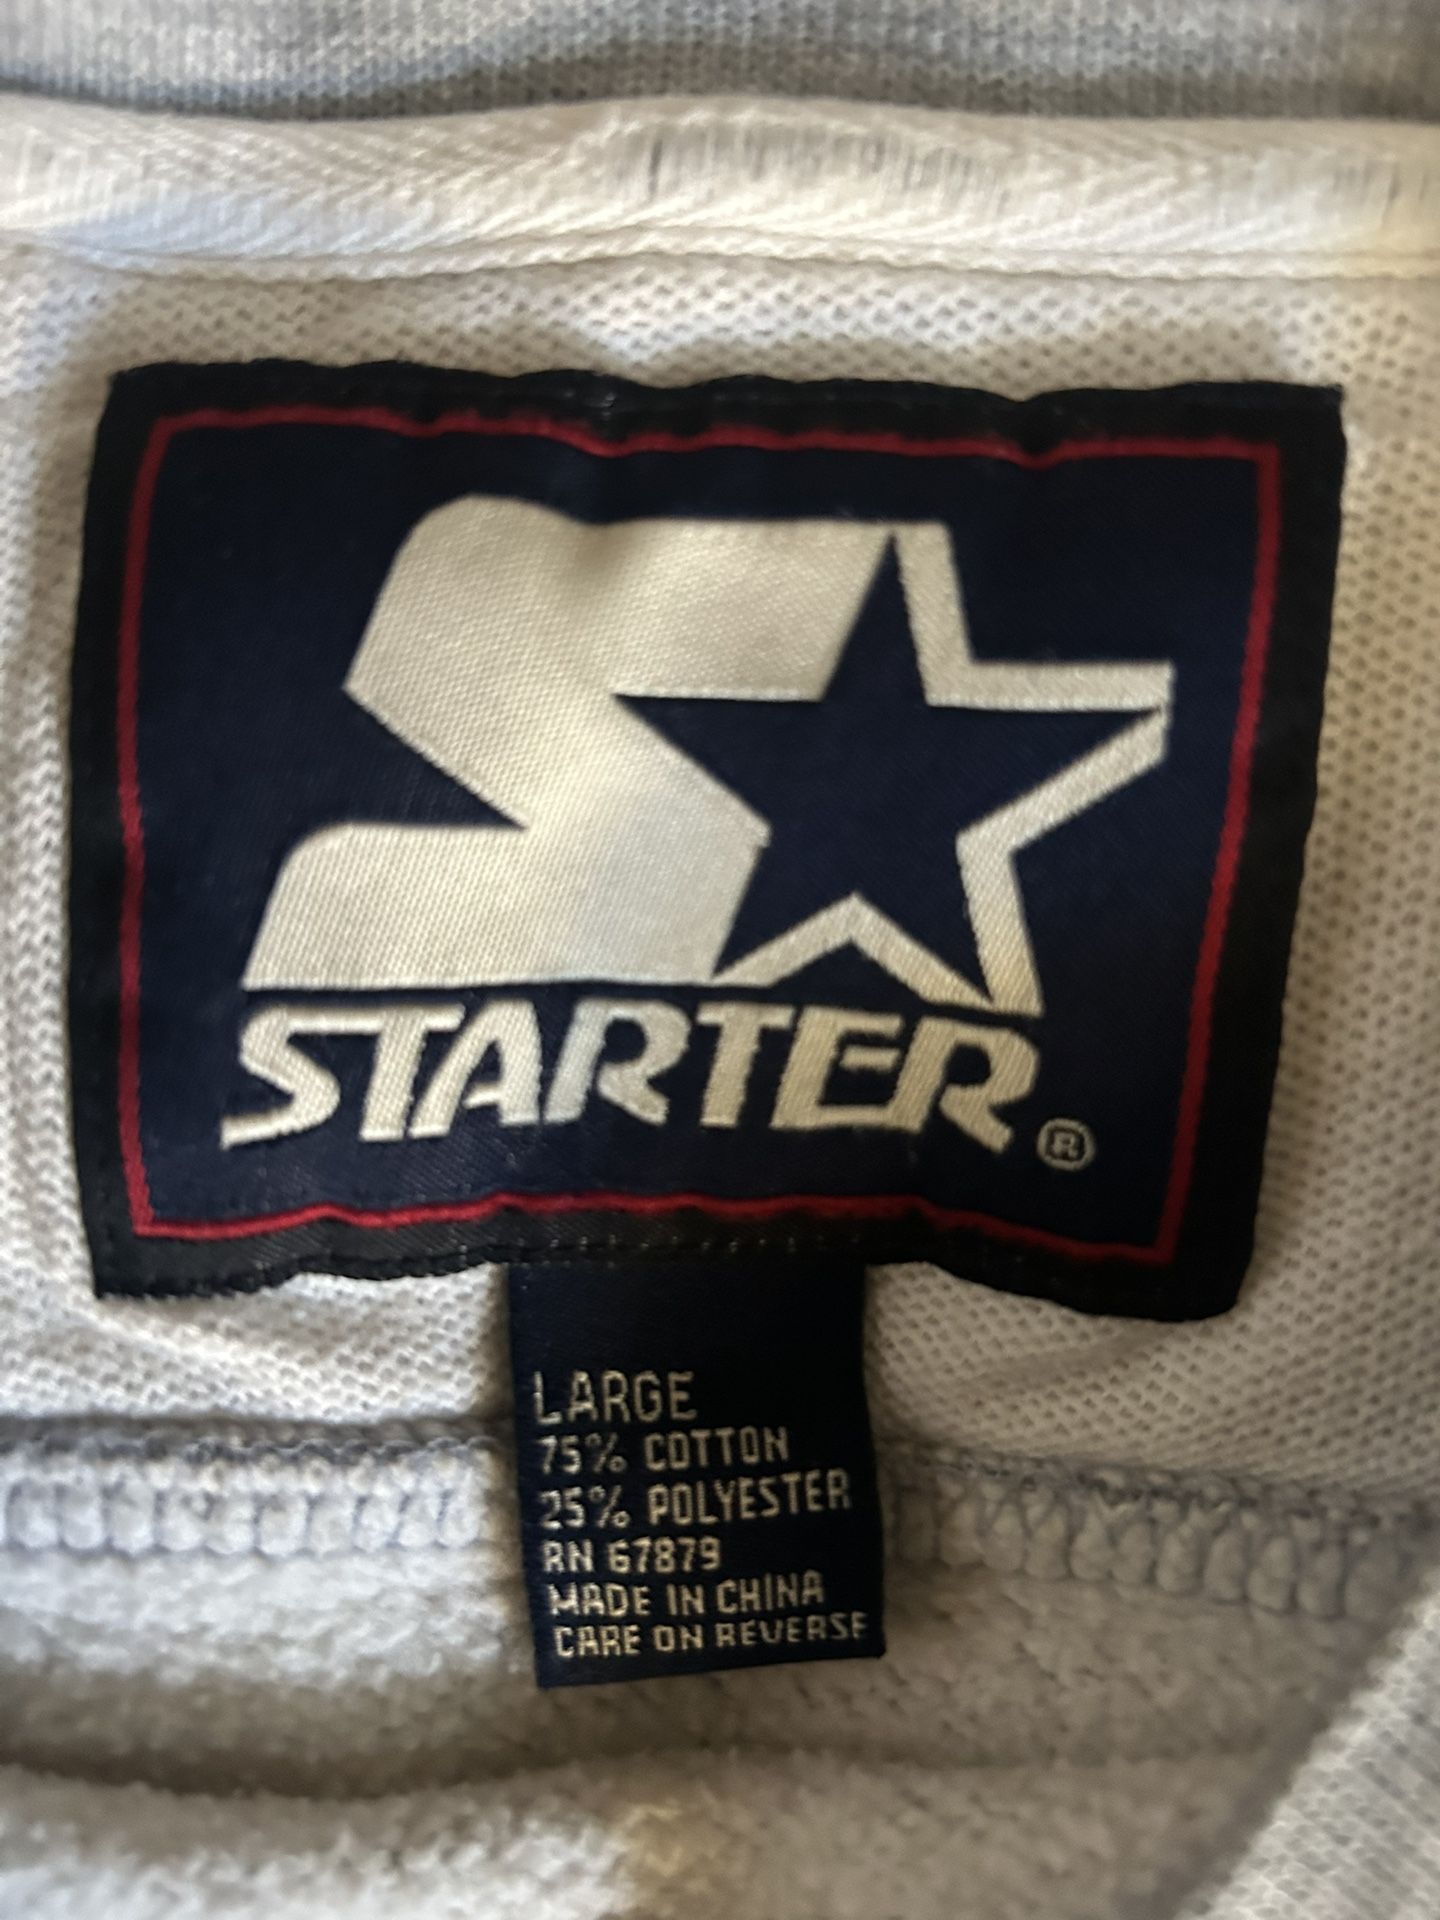 STARTER®
LARGE
75% COTTON
25% POLYESTER
RN 67879
MADE IN CHINA
CARE ON REVERSE